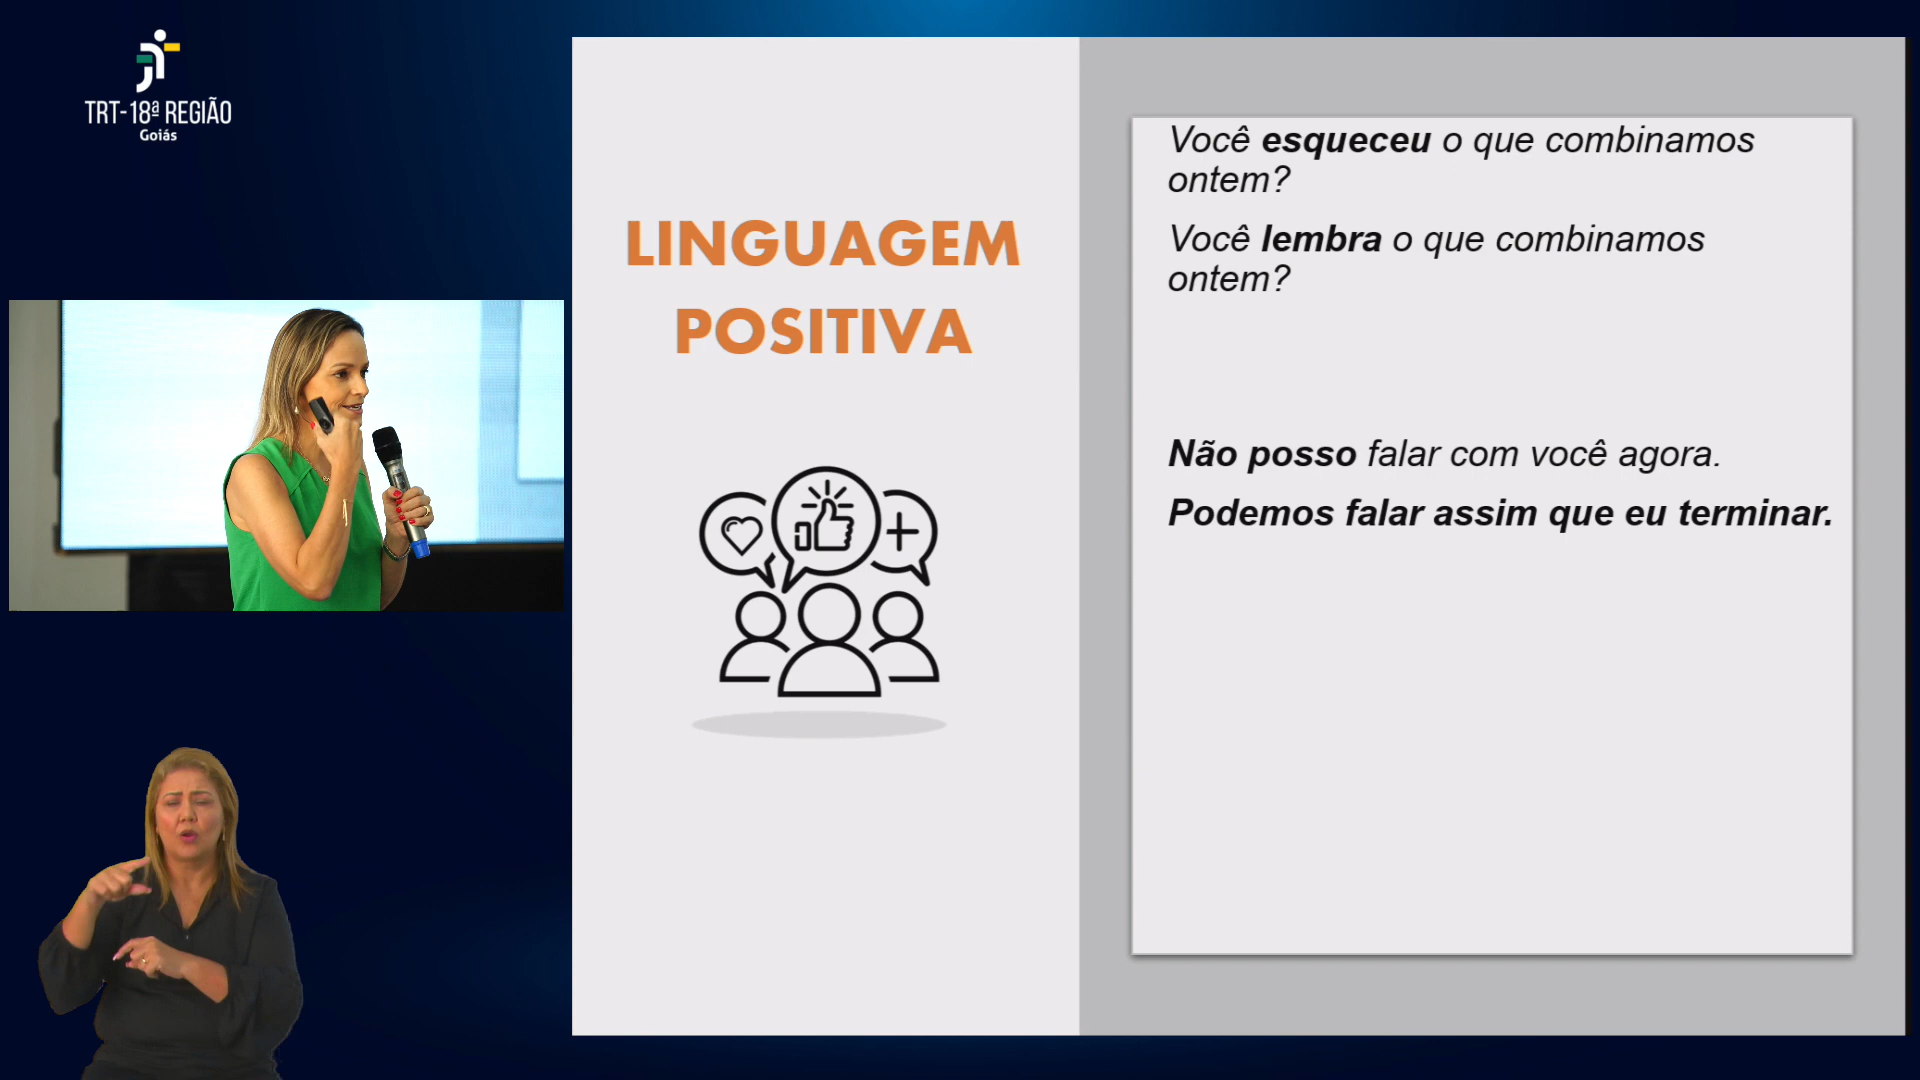 TRT-18ª REGIÃO
Goiás
LINGUAGEM
POSITIVA
Você esqueceu o que combinamos
ontem?
Você lembra o que combinamos
ontem?
Não posso falar com você agora.
Podemos falar assim que eu terminar.